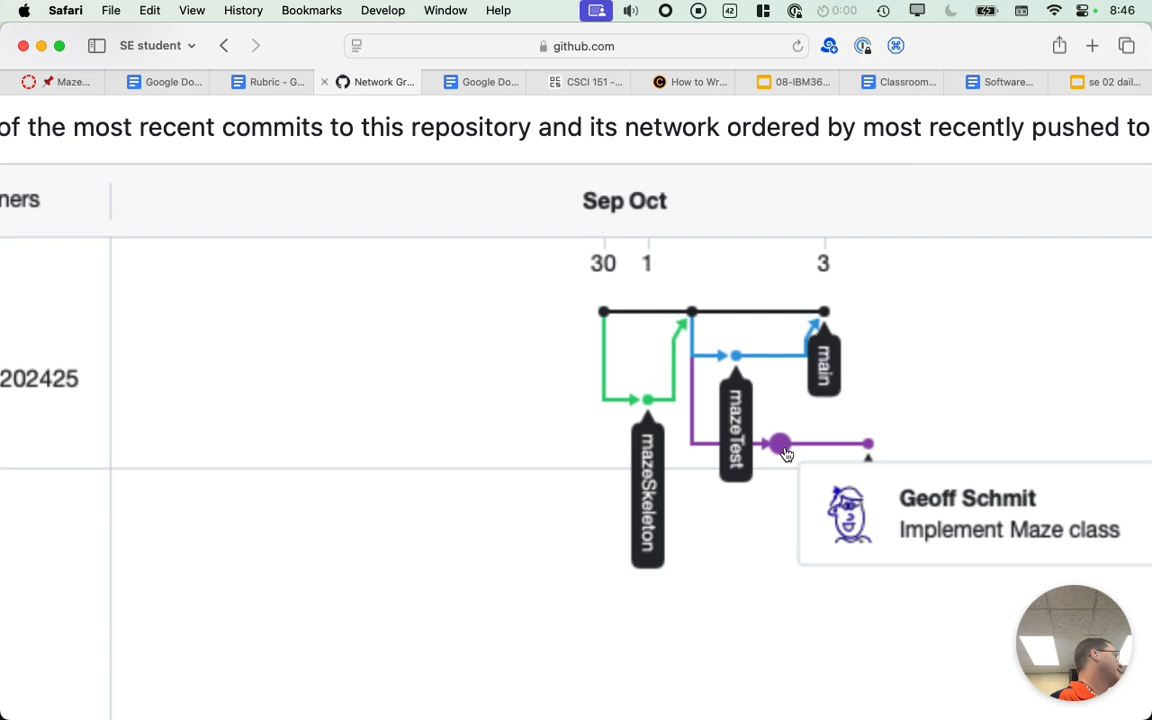 Safari File Edit View History Bookmarks Develop Window Help 42 0:00 8:46
SE student github.com
Maze... Google Do... Rubric - G... Network Gr... Google Do... CSCI 151 -... How to Wr... 08-IBM36... Classroom... Software... se 02 dail...
of the most recent commits to this repository and its network ordered by most recently pushed to
ners
Sep Oct
30 1 3
main
202425
mazeTest
mazeSkeleton
Geoff Schmit
Implement Maze class